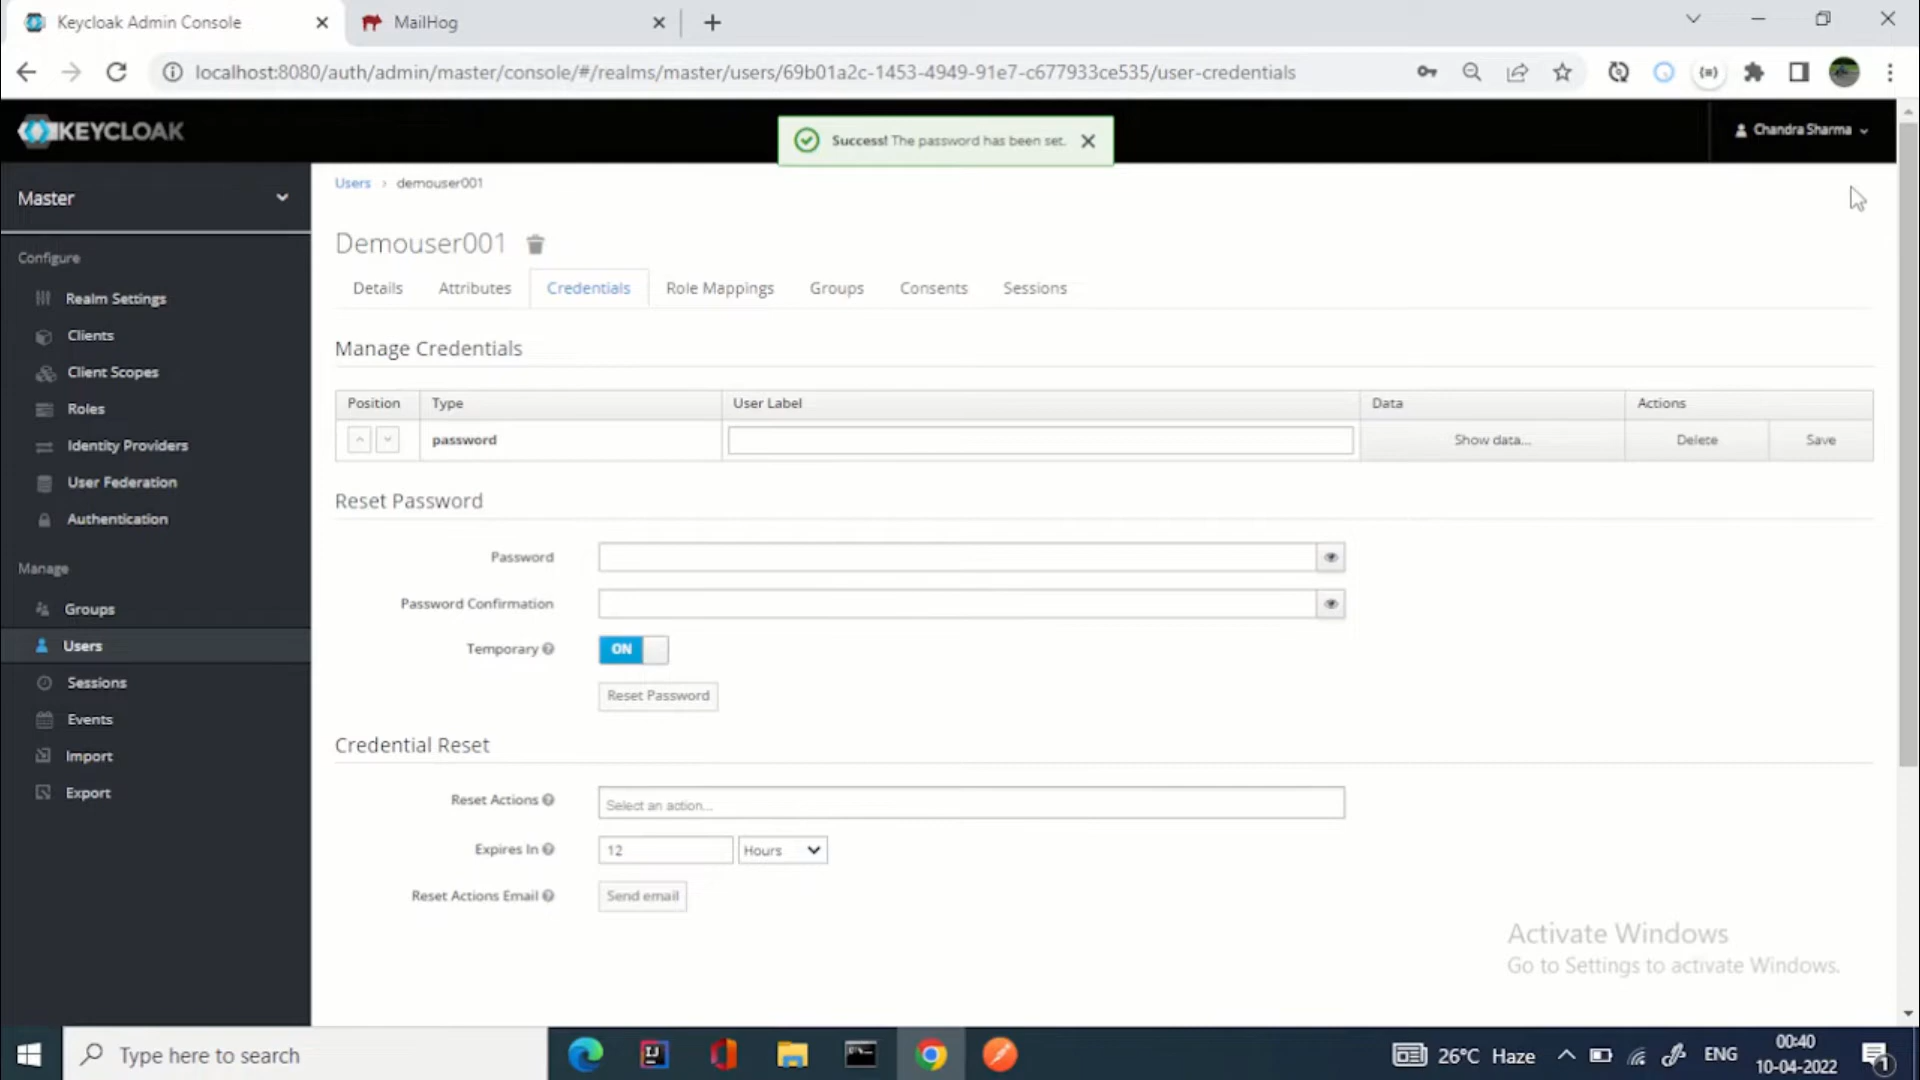 Keycloak Admin Console
MailHog
localhost:8080/auth/admin/master/console/#/realms/master/users/69b01a2c-1453-4949-91e7-c677933ce535/user-credentials
KEYCLOAK
Success! The password has been set.
Chandra Sharma
Master
Users > demouser001
Demouser001
Details Attributes Credentials Role Mappings Groups Consents Sessions
Configure
Realm Settings
Clients
Client Scopes
Roles
Identity Providers
User Federation
Authentication
Manage
Groups
Users
Sessions
Events
Import
Export
Manage Credentials
Position Type User Label Data Actions
password Show data... Delete Save
Reset Password
Password
Password Confirmation
Temporary ON
Reset Password
Credential Reset
Reset Actions Select an action...
Expires In 12 Hours
Reset Actions Email Send email
Activate Windows
Go to Settings to activate Windows.
Type here to search
26°C Haze
ENG
00:40
10-04-2022
1